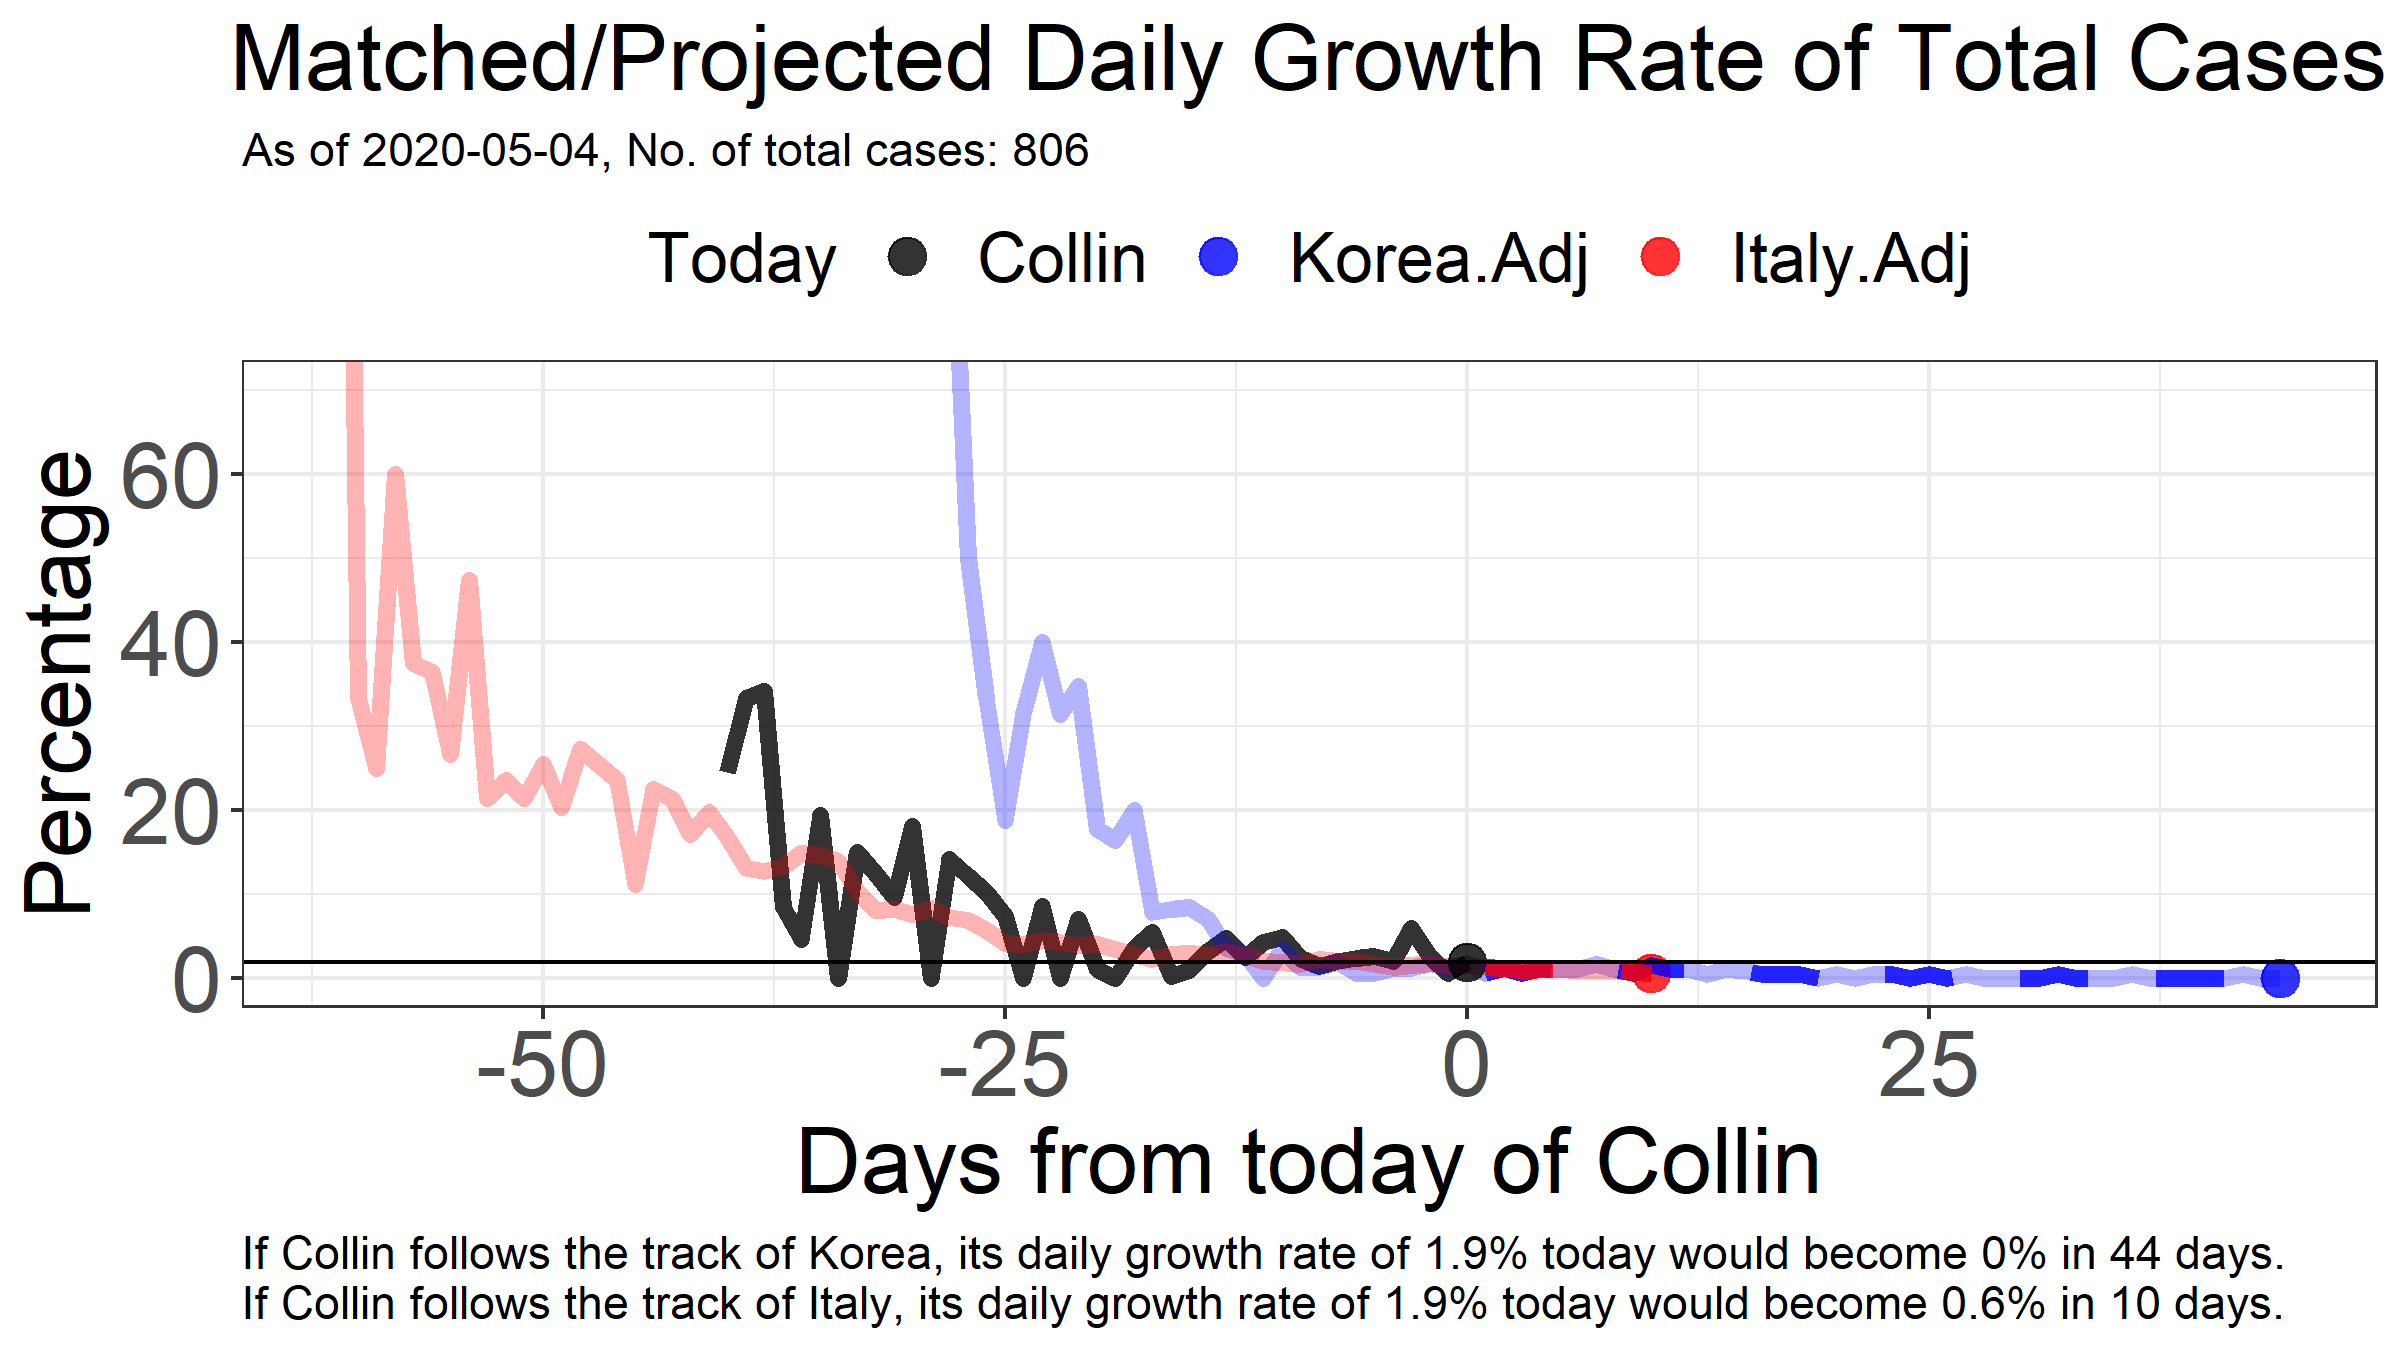 Matched/Projected Daily Growth Rate of Total Cases
As of 2020-05-04, No. of total cases: 806
Today Collin Korea.Adj Italy.Adj
Percentage
60
40
20
0
-50 -25 0 25
Days from today of Collin
If Collin follows the track of Korea, its daily growth rate of 1.9% today would become 0% in 44 days.
If Collin follows the track of Italy, its daily growth rate of 1.9% today would become 0.6% in 10 days.